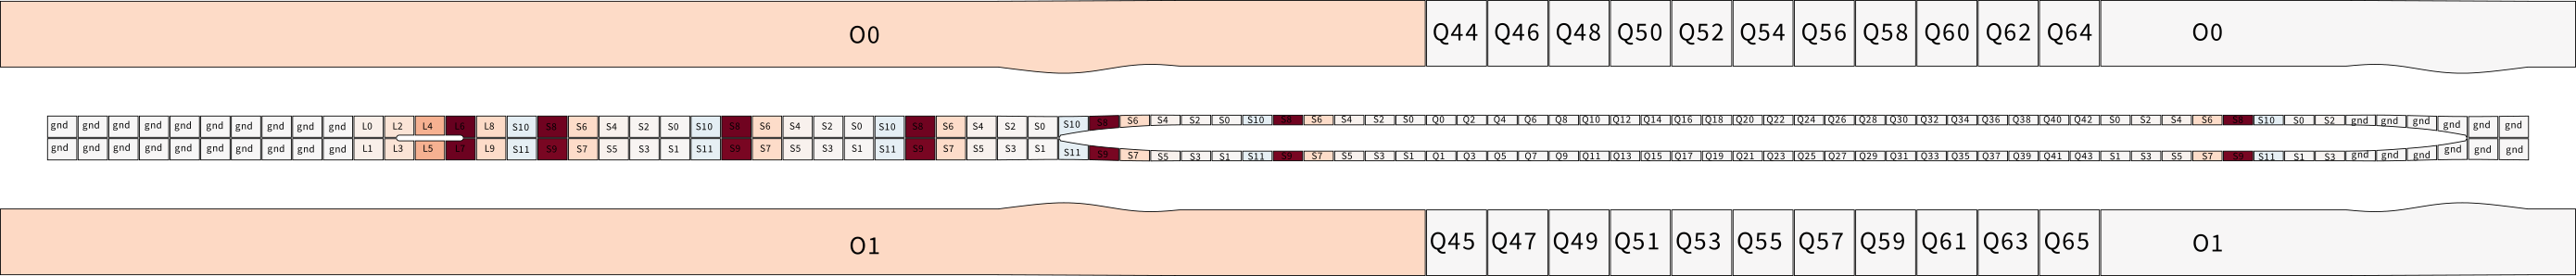 O0 Q44 Q46 Q48 Q50 Q52 Q54 Q56 Q58 Q60 Q62 Q64 O0
gnd gnd gnd gnd gnd gnd gnd gnd gnd gnd L0 L2 L4 L6 L8 S10 S8 S6 S4 S2 S0 S10 S8 S6 S4 S2 S0 S10 S8 S6 S4 S2 S0 S10 S8 S6 S4 S2 S0 S10 S8 S6 S4 S2 S0 Q0 Q2 Q4 Q6 Q8 Q10 Q12 Q14 Q16 Q18 Q20 Q22 Q24 Q26 Q28 Q30 Q32 Q34 Q36 Q38 Q40 Q42 S0 S2 S4 S6 S8 S10 S0 S2 gnd gnd gnd gnd gnd gnd
gnd gnd gnd gnd gnd gnd gnd gnd gnd gnd L1 L3 L5 L7 L9 S11 S9 S7 S5 S3 S1 S11 S9 S7 S5 S3 S1 S11 S9 S7 S5 S3 S1 S11 S9 S7 S5 S3 S1 S11 S9 S7 S5 S3 S1 Q1 Q3 Q5 Q7 Q9 Q11 Q13 Q15 Q17 Q19 Q21 Q23 Q25 Q27 Q29 Q31 Q33 Q35 Q37 Q39 Q41 Q43 S1 S3 S5 S7 S9 S11 S1 S3 gnd gnd gnd gnd gnd gnd
O1 Q45 Q47 Q49 Q51 Q53 Q55 Q57 Q59 Q61 Q63 Q65 O1